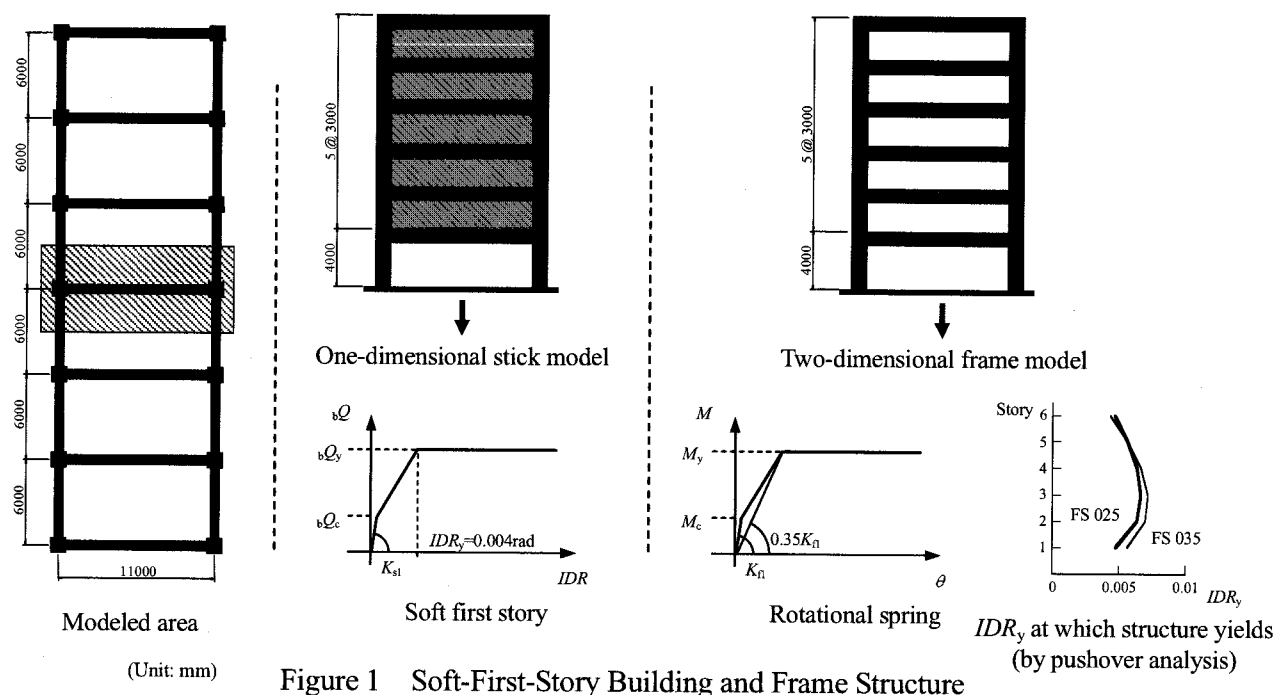 6000
6000
6000
6000
6000
6000
11000
Modeled area
(Unit: mm)
5 @ 3000
4000
One-dimensional stick model
bQ
bQy
bQc
IDRy=0.004rad
Ks1
IDR
Soft first story
5 @ 3000
4000
Two-dimensional frame model
M
My
Mc
0.35Kf1
Kf1
θ
Rotational spring
Story
6
5
4
3
2
1
FS 025
FS 035
0
0.005
0.01
IDRy
IDRy at which structure yields
(by pushover analysis)
Figure 1 Soft-First-Story Building and Frame Structure